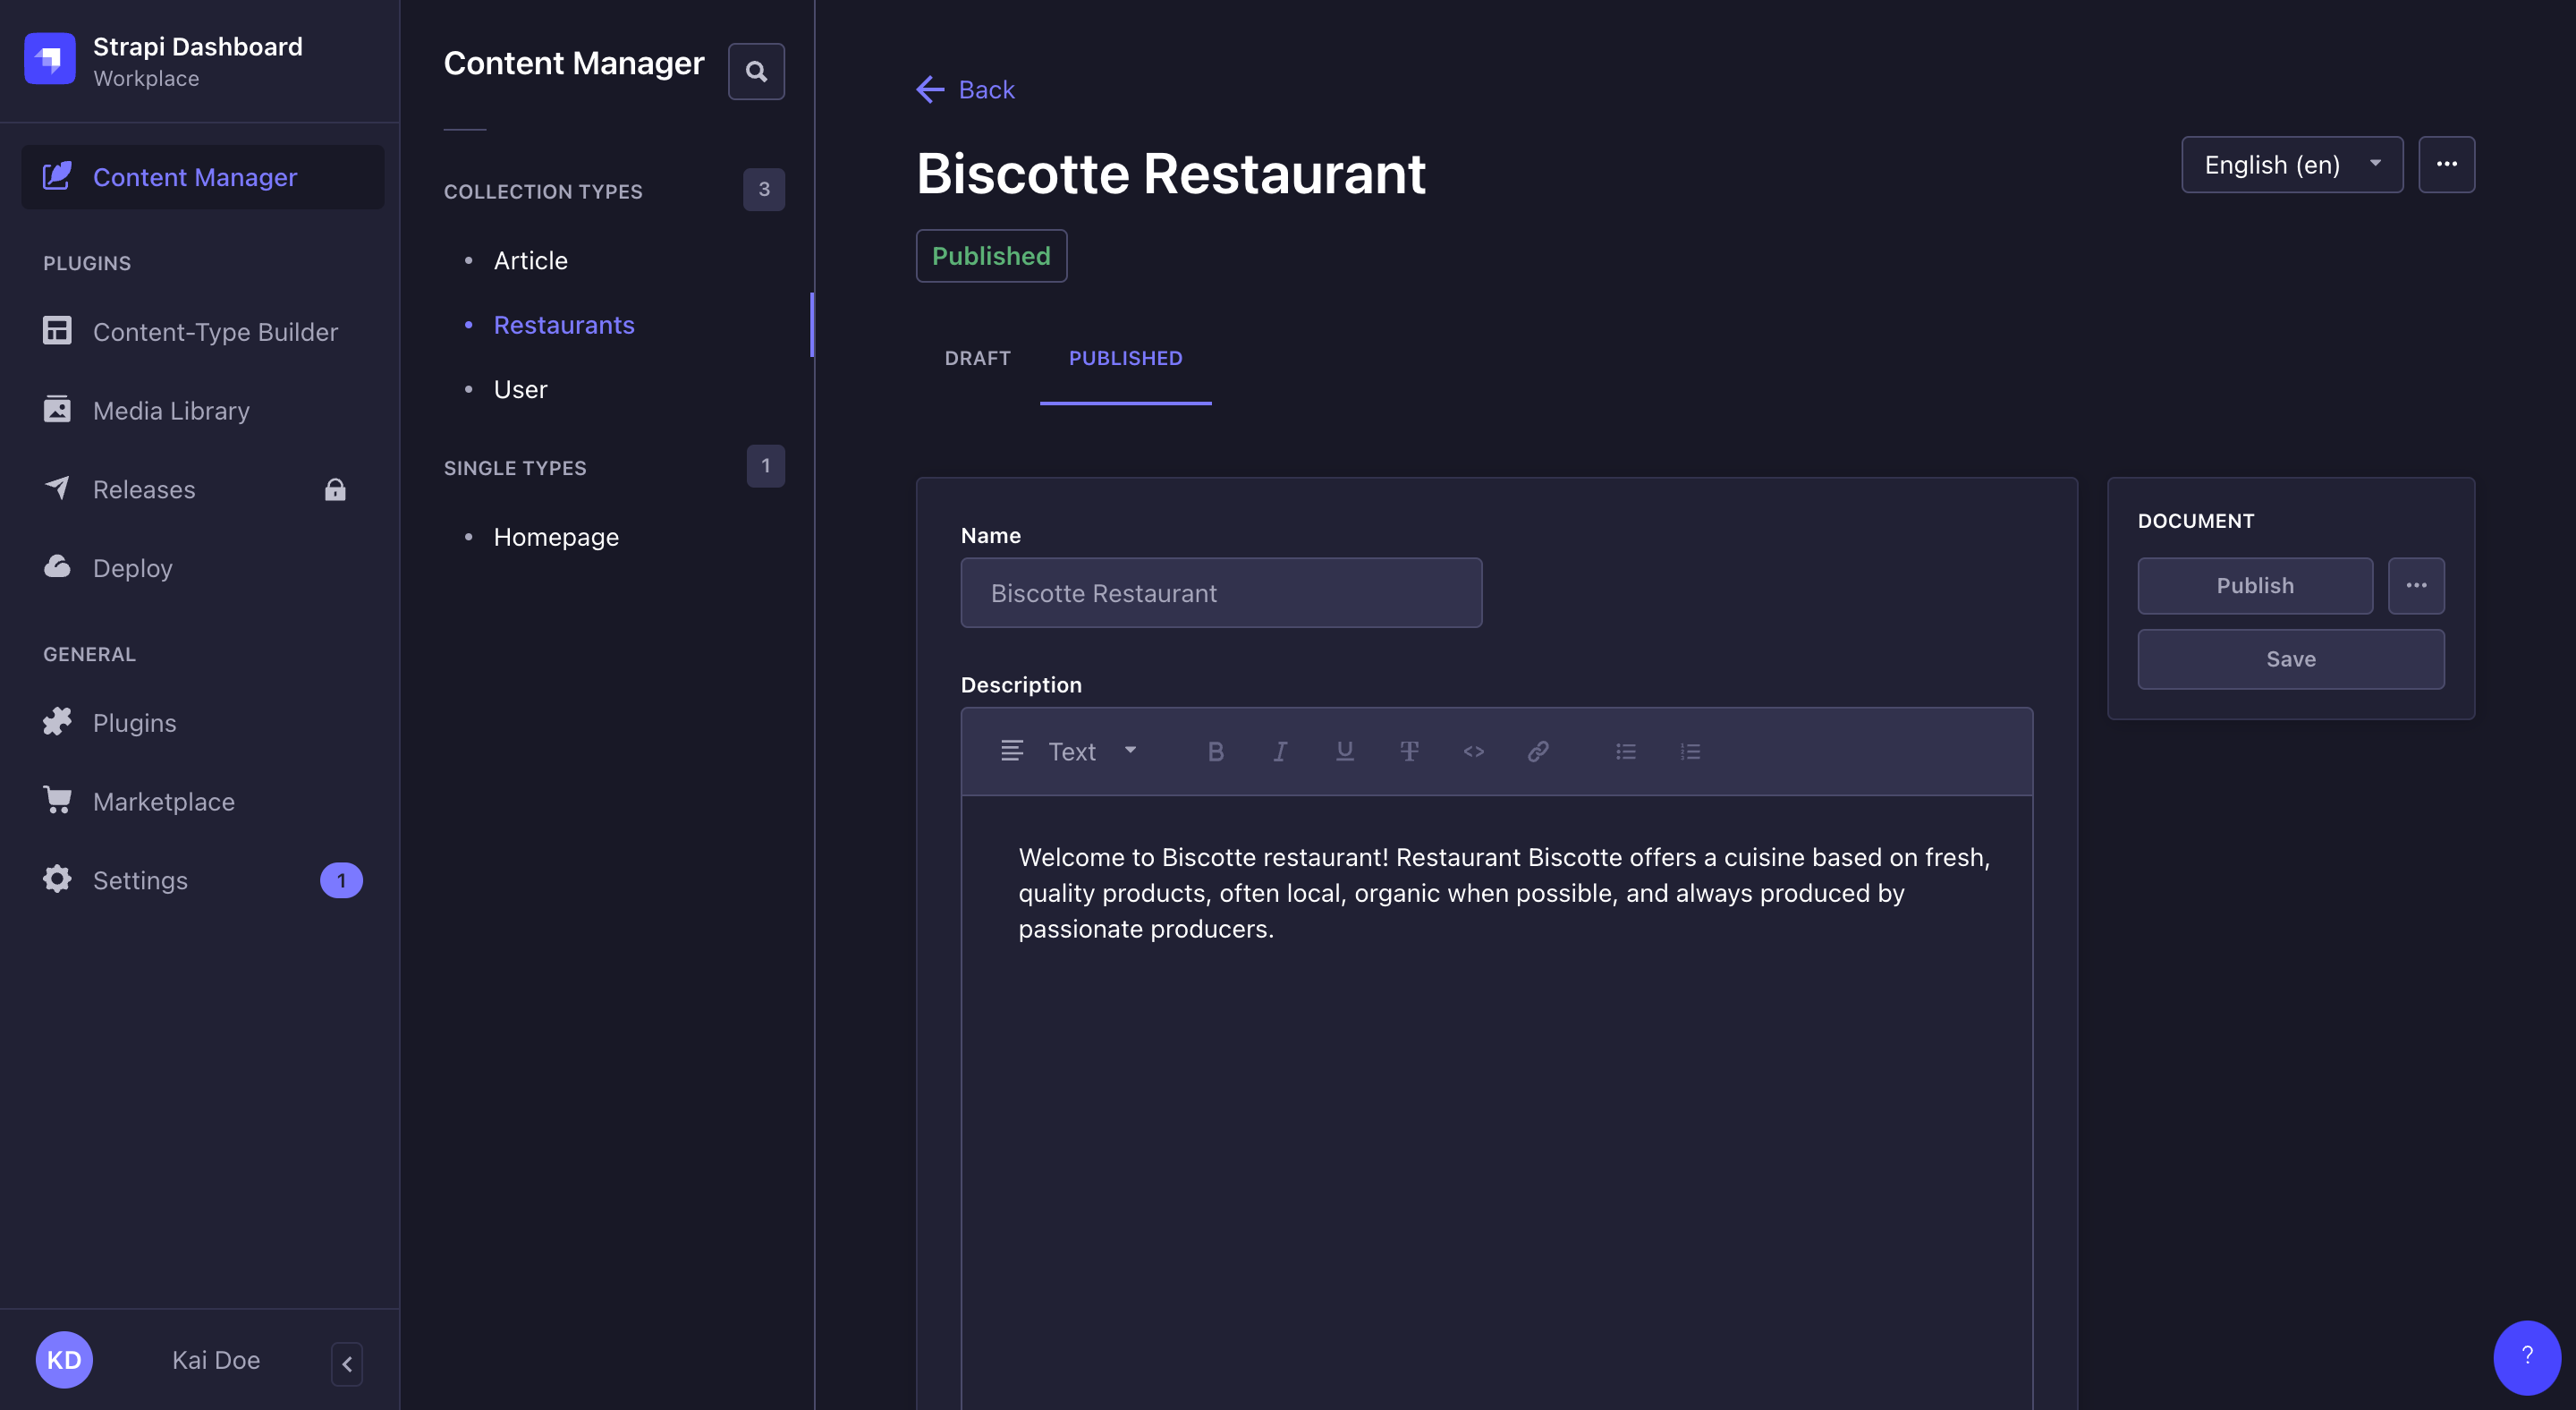 Strapi Dashboard
Workplace
Content Manager
PLUGINS
Content-Type Builder
Media Library
Releases
Deploy
GENERAL
Plugins
Marketplace
Settings
1
KD
Kai Doe
Content Manager
COLLECTION TYPES
3
Article
Restaurants
User
SINGLE TYPES
1
Homepage
Back
Biscotte Restaurant
English (en)
Published
DRAFT
PUBLISHED
Name
Biscotte Restaurant
Description
Text
Welcome to Biscotte restaurant! Restaurant Biscotte offers a cuisine based on fresh,
quality products, often local, organic when possible, and always produced by
passionate producers.
DOCUMENT
Publish
Save
?